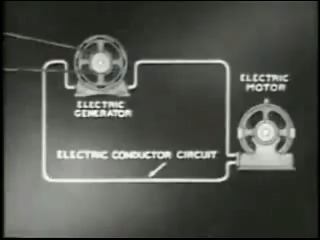 ELECTRIC
GENERATOR
ELECTRIC
MOTOR
ELECTRIC CONDUCTOR CIRCUIT